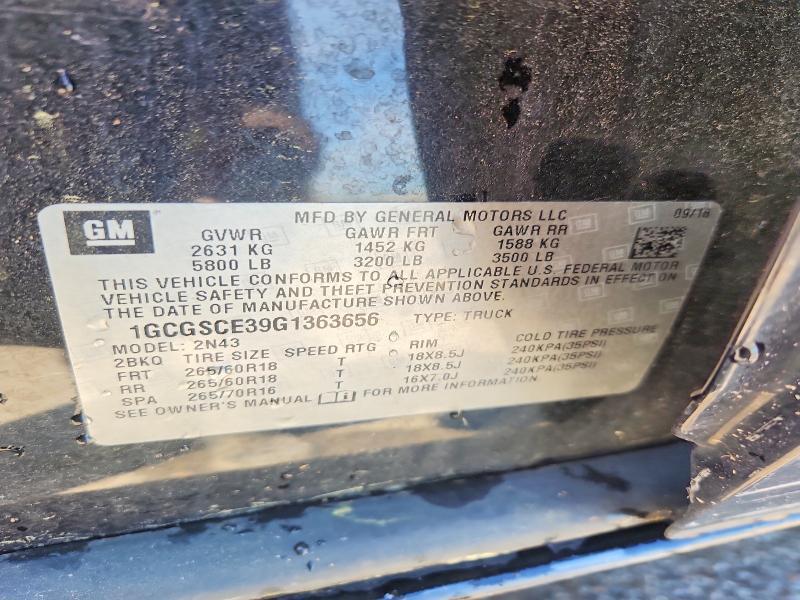 GM
MFD BY GENERAL MOTORS LLC 09/16
GVWR GAWR FRT GAWR RR
2631 KG 1452 KG 1588 KG
5800 LB 3200 LB 3500 LB
THIS VEHICLE CONFORMS TO ALL APPLICABLE U.S. FEDERAL MOTOR
VEHICLE SAFETY AND THEFT PREVENTION STANDARDS IN EFFECT ON
THE DATE OF MANUFACTURE SHOWN ABOVE.
1GCGSCE39G1363656 TYPE: TRUCK
MODEL: 2N43
2BKQ TIRE SIZE SPEED RTG RIM COLD TIRE PRESSURE
FRT 265/60R18 T 18X8.5J 240KPA(35PSI)
RR 265/60R18 T 18X8.5J 240KPA(35PSI)
SPA 265/70R16 T 16X7.0J 240KPA(35PSI)
SEE OWNER'S MANUAL FOR MORE INFORMATION